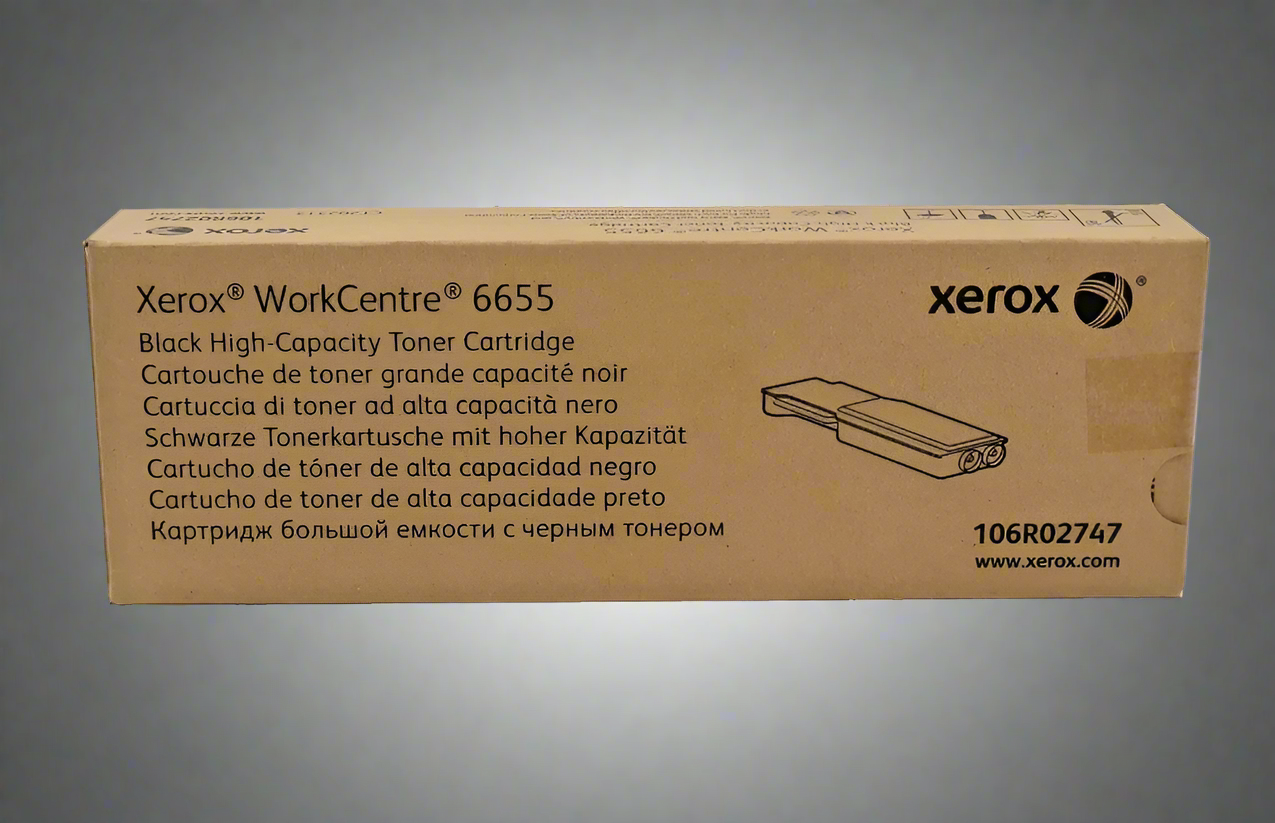 106R02747
xerox
Xerox® WorkCentre® 6655
xerox ®
Black High-Capacity Toner Cartridge
Cartouche de toner grande capacité noir
Cartuccia di toner ad alta capacità nero
Schwarze Tonerkartusche mit hoher Kapazität
Cartucho de tóner de alta capacidad negro
Cartucho de toner de alta capacidade preto
Картридж большой емкости с черным тонером
106R02747
www.xerox.com